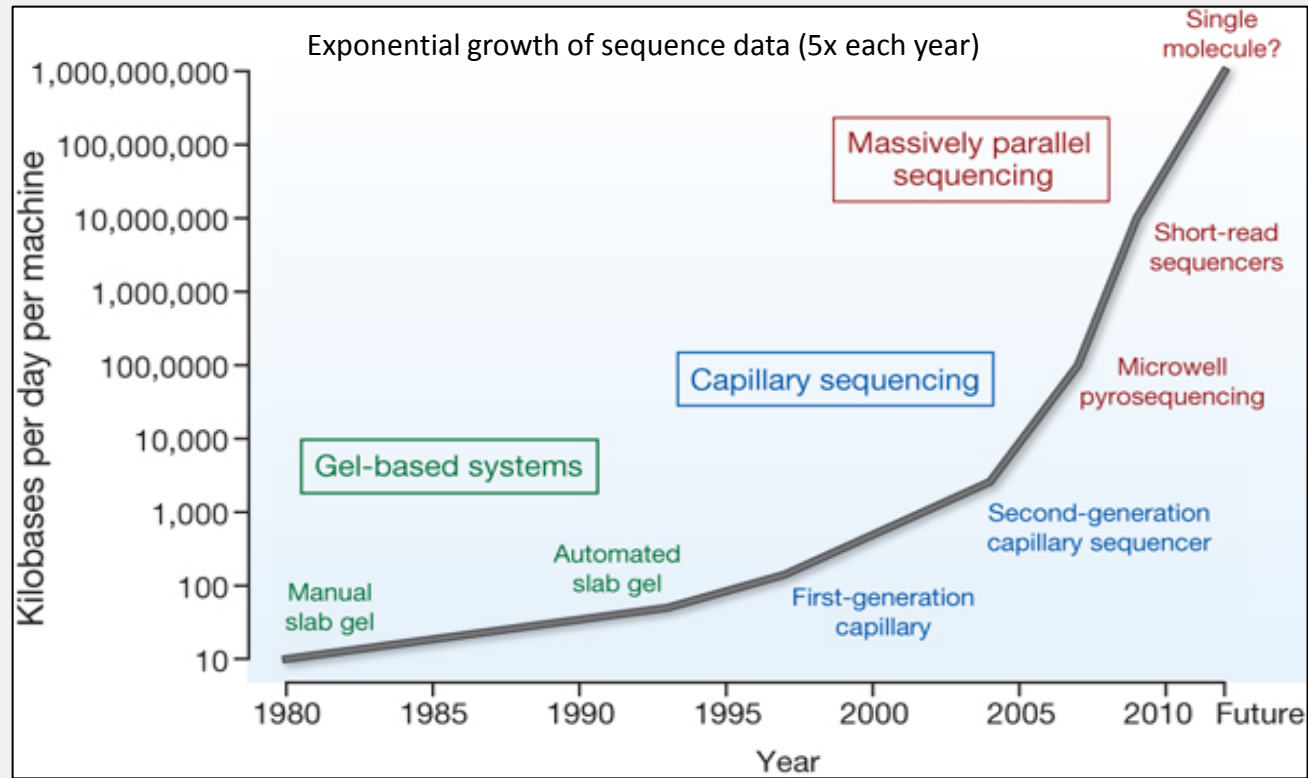 Exponential growth of sequence data (5x each year)
Single
molecule?
1,000,000,000
100,000,000
10,000,000
1,000,000
100,0000
10,000
1,000
100
10
Kilobases per day per machine
Massively parallel
sequencing
Short-read
sequencers
Capillary sequencing
Microwell
pyrosequencing
Gel-based systems
Second-generation
capillary sequencer
Automated
slab gel
Manual
slab gel
First-generation
capillary
1980 1985 1990 1995 2000 2005 2010 Future
Year